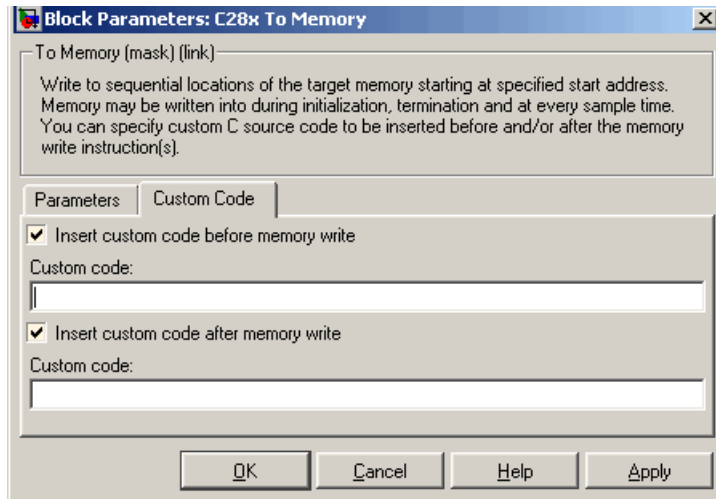 Block Parameters: C28x To Memory
To Memory (mask) (link)
Write to sequential locations of the target memory starting at specified start address.
Memory may be written into during initialization, termination and at every sample time.
You can specify custom C source code to be inserted before and/or after the memory
write instruction(s).
Parameters Custom Code
Insert custom code before memory write
Custom code:
Insert custom code after memory write
Custom code:
OK Cancel Help Apply